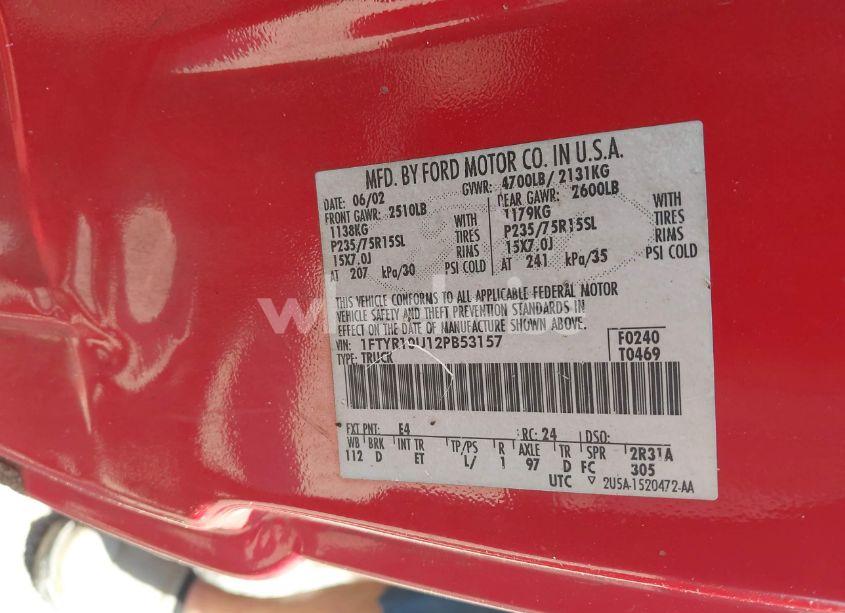 MFD. BY FORD MOTOR CO. IN U.S.A.
DATE: 06/02 GVWR: 4700LB/ 2131KG
FRONT GAWR: 2510LB REAR GAWR: 2600LB
1138KG WITH 1179KG WITH
P235/75R15SL TIRES P235/75R15SL TIRES
15X7.0J RIMS 15X7.0J RIMS
AT 207 kPa/30 PSI COLD AT 241 kPa/35 PSI COLD
THIS VEHICLE CONFORMS TO ALL APPLICABLE FEDERAL MOTOR
VEHICLE SAFETY AND THEFT PREVENTION STANDARDS IN
EFFECT ON THE DATE OF MANUFACTURE SHOWN ABOVE.
VIN: 1FTYR10U12PB53157 F0240
TYPE: TRUCK T0469
EXT PNT: E4 RC: 24 DSO:
WB BRK INT TR TP/PS R AXLE TR SPR 2R31A
112 D ET L/ 1 97 D FC 305
UTC ▽ 2U5A-1520472-AA